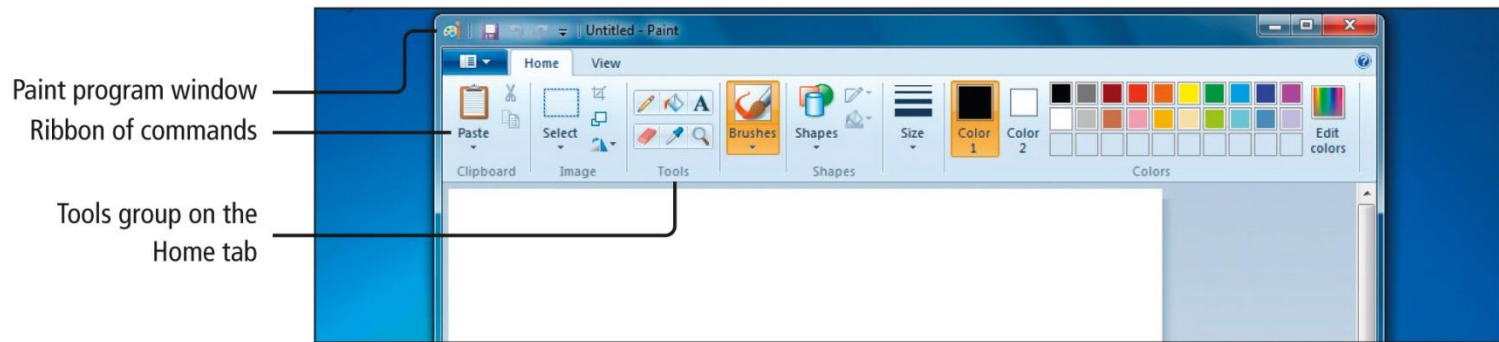 Untitled - Paint
Home View
Paint program window
Ribbon of commands
Paste Select A Brushes Shapes Size Color 1 Color 2 Edit colors
Clipboard Image Tools Shapes Colors
Tools group on the
Home tab